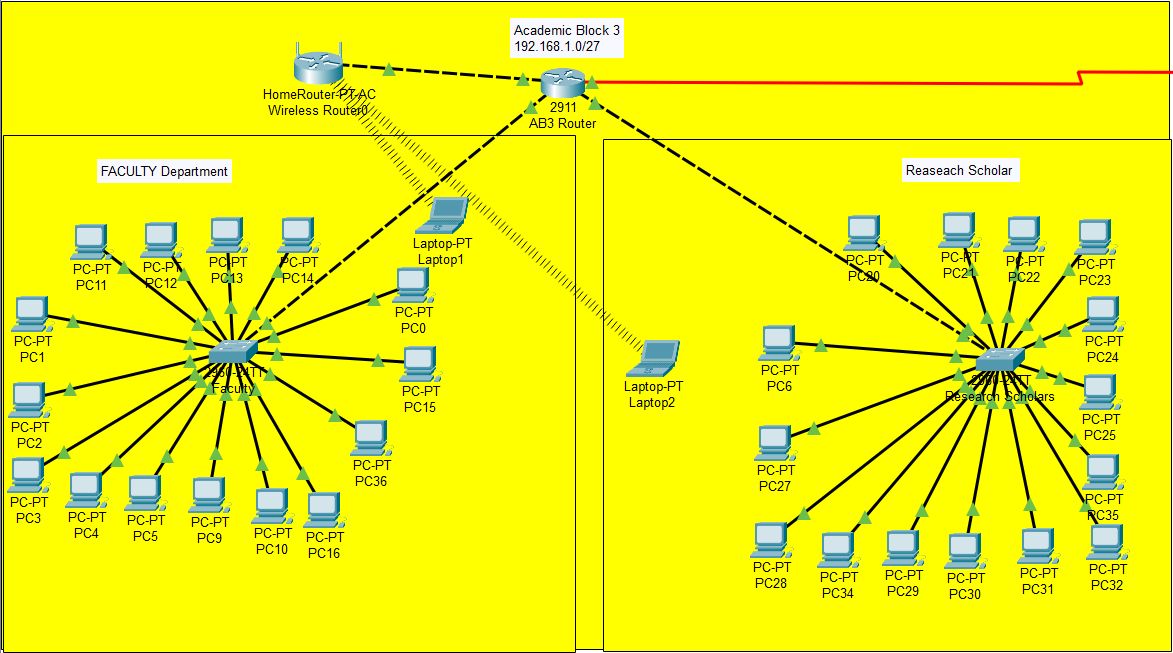 Academic Block 3
192.168.1.0/27
HomeRouter-PT-AC
Wireless Router0
2911
AB3 Router
FACULTY Department
Reaseach Scholar
PC-PT
PC11
PC-PT
PC12
PC-PT
PC13
PC-PT
PC14
Laptop-PT
Laptop1
PC-PT
PC0
PC-PT
PC1
PC-PT
PC15
PC-PT
PC2
2960-24TT
Faculty
PC-PT
PC36
PC-PT
PC3
PC-PT
PC4
PC-PT
PC5
PC-PT
PC9
PC-PT
PC10
PC-PT
PC16
Laptop-PT
Laptop2
PC-PT
PC20
PC-PT
PC21
PC-PT
PC22
PC-PT
PC23
PC-PT
PC24
PC-PT
PC6
2960-24TT
Research Scholars
PC-PT
PC25
PC-PT
PC27
PC-PT
PC35
PC-PT
PC28
PC-PT
PC34
PC-PT
PC29
PC-PT
PC30
PC-PT
PC31
PC-PT
PC32